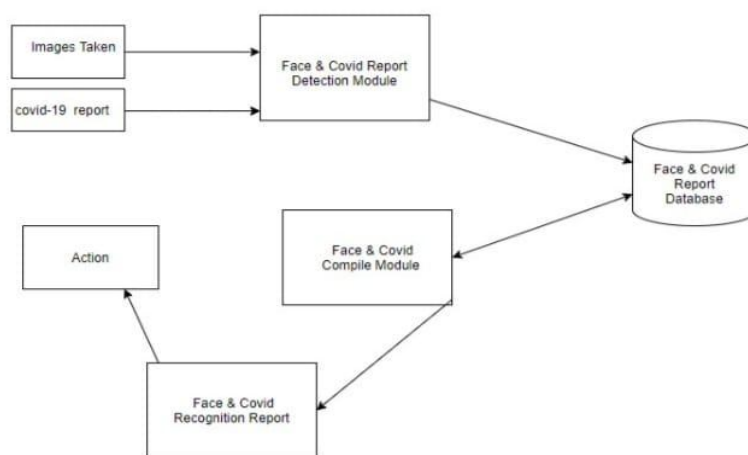 Images Taken
covid-19 report
Face & Covid Report
Detection Module
Face & Covid
Report
Database
Face & Covid
Compile Module
Action
Face & Covid
Recognition Report